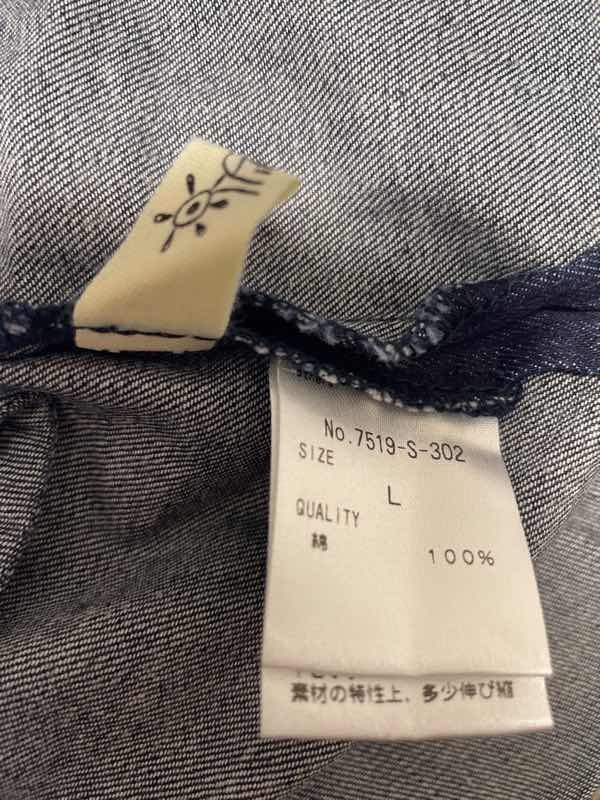 No.7519-S-302
SIZE
L
QUALITY
綿
100%
素材の特性上、多少伸び縮